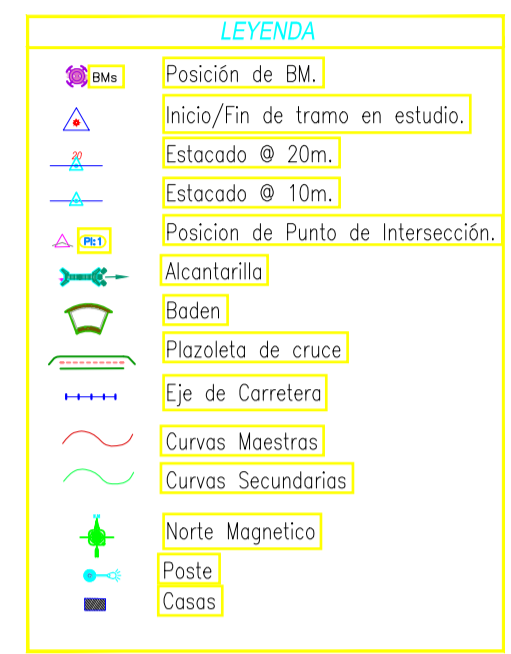 LEYENDA
BMs Posición de BM.
Inicio/Fin de tramo en estudio.
20 Estacado @ 20m.
Estacado @ 10m.
PI:1 Posicion de Punto de Intersección.
Alcantarilla
Baden
Plazoleta de cruce
Eje de Carretera
Curvas Maestras
Curvas Secundarias
Norte Magnetico
Poste
Casas